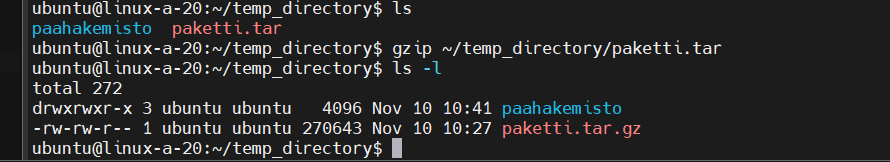 ubuntu@linux-a-20:~/temp_directory$ ls
paahakemisto  paketti.tar
ubuntu@linux-a-20:~/temp_directory$ gzip ~/temp_directory/paketti.tar
ubuntu@linux-a-20:~/temp_directory$ ls -l
total 272
drwxrwxr-x 3 ubuntu ubuntu   4096 Nov 10 10:41 paahakemisto
-rw-rw-r-- 1 ubuntu ubuntu 270643 Nov 10 10:27 paketti.tar.gz
ubuntu@linux-a-20:~/temp_directory$